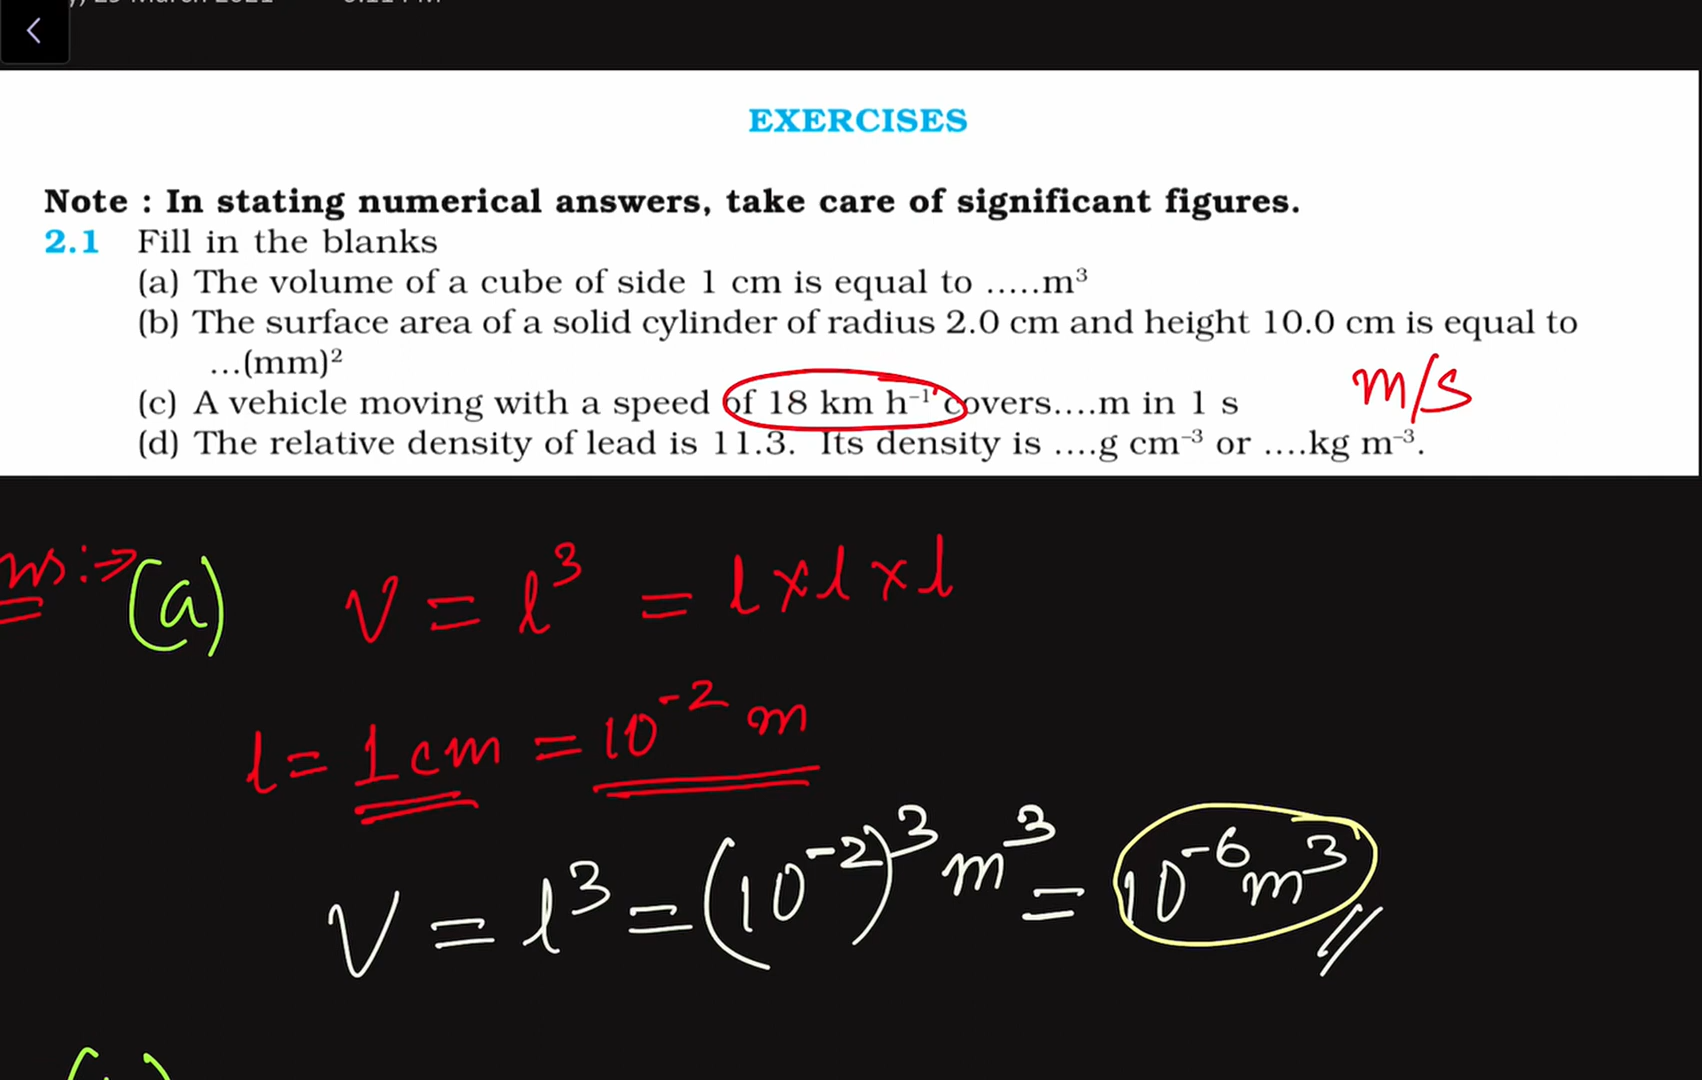 EXERCISES
Note : In stating numerical answers, take care of significant figures.
2.1 Fill in the blanks
(a) The volume of a cube of side 1 cm is equal to .....m³
(b) The surface area of a solid cylinder of radius 2.0 cm and height 10.0 cm is equal to
...(mm)²
(c) A vehicle moving with a speed of 18 km h⁻¹ covers....m in 1 s
m/s
(d) The relative density of lead is 11.3. Its density is ....g cm⁻³ or ....kg m⁻³.
(a) V = l³ = l×l×l
l = 1cm = 10⁻² m
V = l³ = (10⁻²)³ m³ = 10⁻⁶ m³